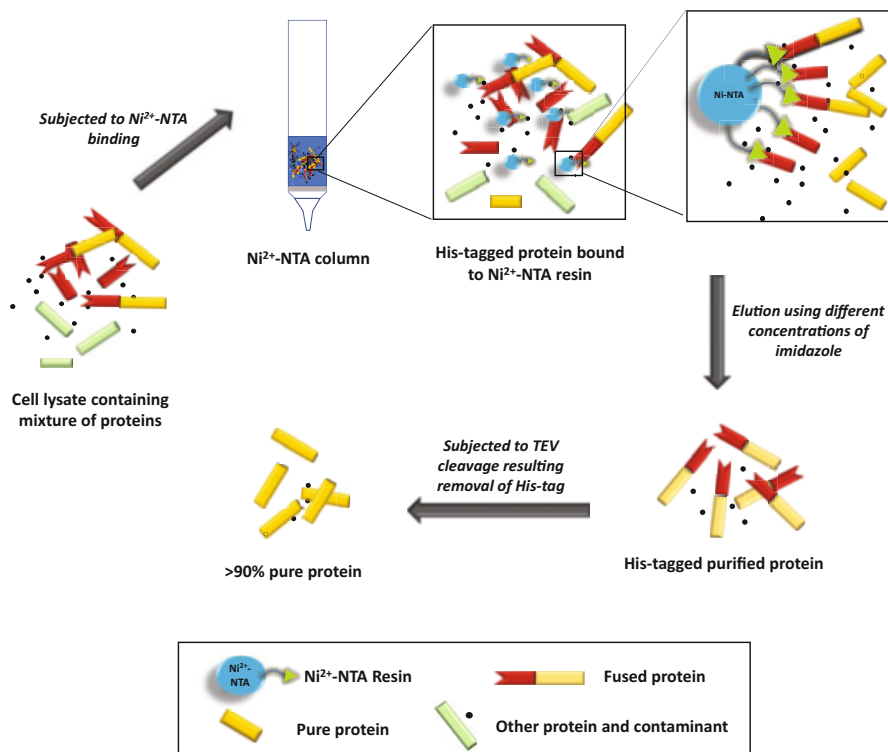 Subjected to Ni²⁺-NTA
binding
Ni²⁺-NTA column
His-tagged protein bound
to Ni²⁺-NTA resin
Ni-NTA
Cell lysate containing
mixture of proteins
Elution using different
concentrations of
imidazole
His-tagged purified protein
Subjected to TEV
cleavage resulting
removal of His-tag
>90% pure protein
Ni²⁺-
NTA
Ni²⁺-NTA Resin
Fused protein
Pure protein
Other protein and contaminant